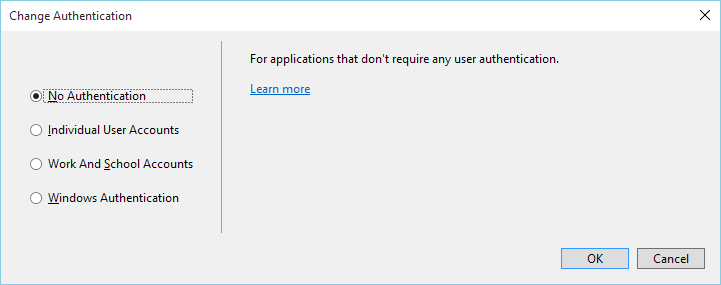 Change Authentication
No Authentication
Individual User Accounts
Work And School Accounts
Windows Authentication
For applications that don't require any user authentication.
Learn more
OK
Cancel